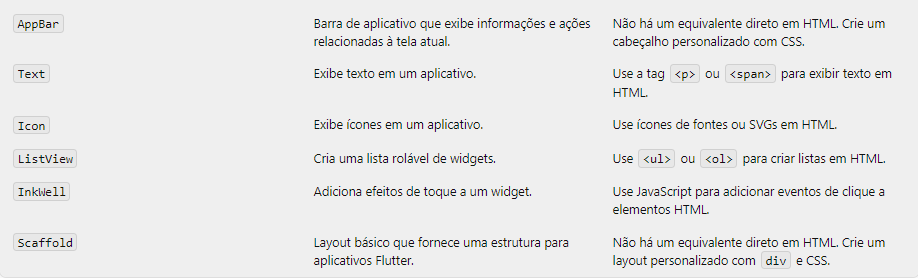 AppBar
Barra de aplicativo que exibe informações e ações
relacionadas à tela atual.
Não há um equivalente direto em HTML. Crie um
cabeçalho personalizado com CSS.
Text
Exibe texto em um aplicativo.
Use a tag <p> ou <span> para exibir texto em
HTML.
Icon
Exibe ícones em um aplicativo.
Use ícones de fontes ou SVGs em HTML.
ListView
Cria uma lista rolável de widgets.
Use <ul> ou <ol> para criar listas em HTML.
InkWell
Adiciona efeitos de toque a um widget.
Use JavaScript para adicionar eventos de clique a
elementos HTML.
Scaffold
Layout básico que fornece uma estrutura para
aplicativos Flutter.
Não há um equivalente direto em HTML. Crie um
layout personalizado com div e CSS.